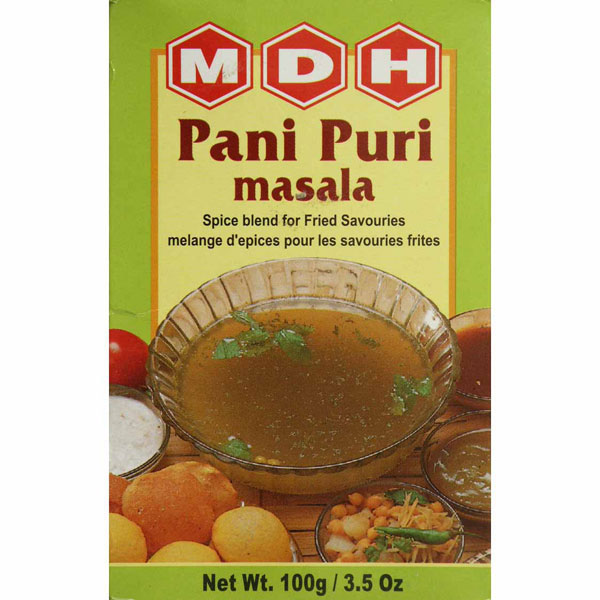 MDH
Pani Puri
masala
Spice blend for Fried Savouries
melange d'epices pour les savouries frites
Net Wt. 100g / 3.5 Oz